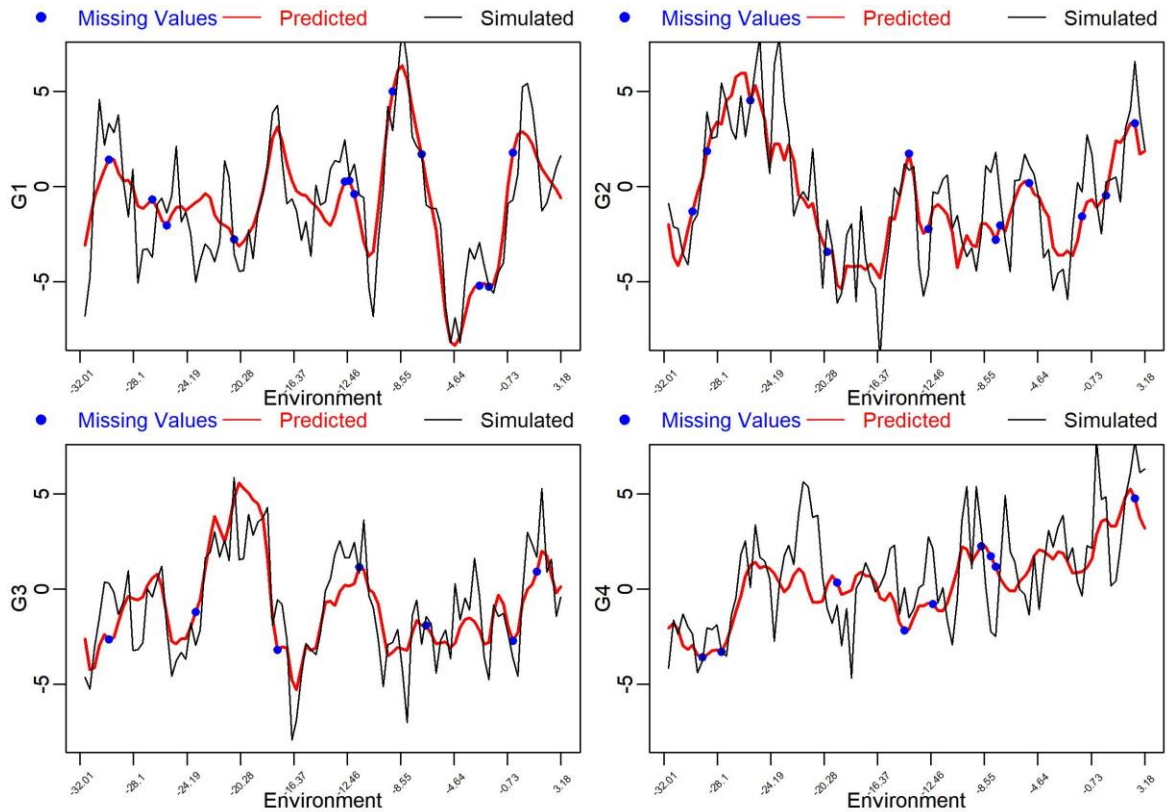 Missing Values Predicted Simulated
Missing Values Predicted Simulated
G1
5
0
-5
-32.01 -28.1 -24.19 -20.28 -16.37 -12.46 -8.55 -4.64 -0.73 3.18
Environment
G2
5
0
-5
-32.01 -28.1 -24.19 -20.28 -16.37 -12.46 -8.55 -4.64 -0.73 3.18
Environment
Missing Values Predicted Simulated
Missing Values Predicted Simulated
G3
5
0
-5
-32.01 -28.1 -24.19 -20.28 -16.37 -12.46 -8.55 -4.64 -0.73 3.18
Environment
G4
5
0
-5
-32.01 -28.1 -24.19 -20.28 -16.37 -12.46 -8.55 -4.64 -0.73 3.18
Environment